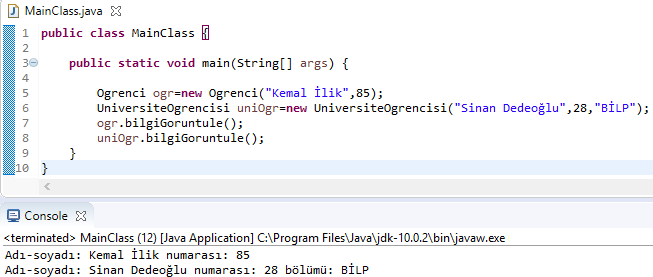 MainClass.java
1 public class MainClass {
2
3 public static void main(String[] args) {
4
5 Ogrenci ogr=new Ogrenci("Kemal İlik",85);
6 UniversiteOgrencisi uniOgr=new UniversiteOgrencisi("Sinan Dedeoğlu",28,"BİLP");
7 ogr.bilgiGoruntule();
8 uniOgr.bilgiGoruntule();
9 }
10 }
Console
<terminated> MainClass (12) [Java Application] C:\Program Files\Java\jdk-10.0.2\bin\javaw.exe
Adı-soyadı: Kemal İlik numarası: 85
Adı-soyadı: Sinan Dedeoğlu numarası: 28 bölümü: BİLP